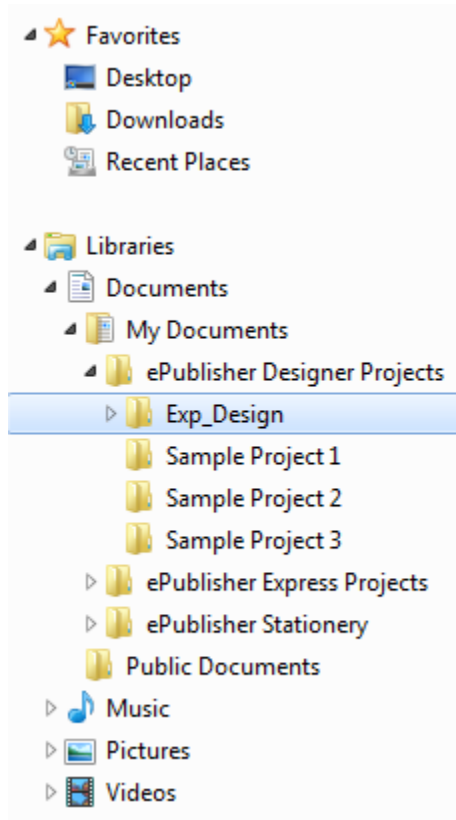 Favorites
Desktop
Downloads
Recent Places
Libraries
Documents
My Documents
ePublisher Designer Projects
Exp_Design
Sample Project 1
Sample Project 2
Sample Project 3
ePublisher Express Projects
ePublisher Stationery
Public Documents
Music
Pictures
Videos